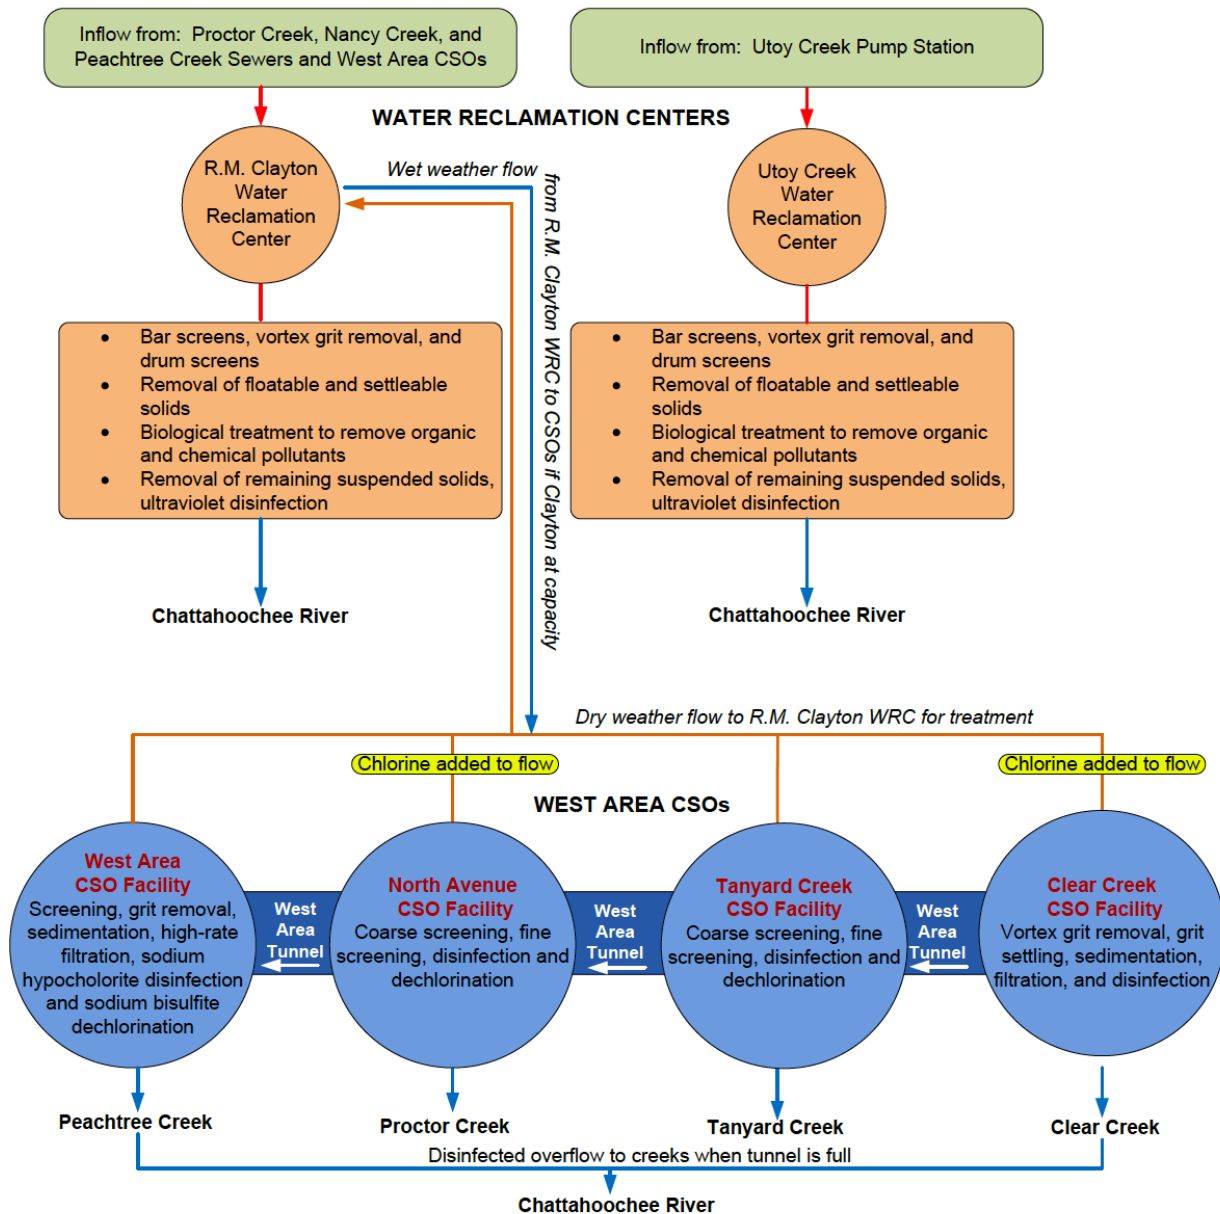 Inflow from:  Proctor Creek, Nancy Creek, and
Peachtree Creek Sewers and West Area CSOs
Inflow from:  Utoy Creek Pump Station
WATER RECLAMATION CENTERS
R.M. Clayton
Water
Reclamation
Center
Wet weather flow
from R.M. Clayton WRC to CSOs if Clayton at capacity
Utoy Creek
Water
Reclamation
Center
• Bar screens, vortex grit removal, and
drum screens
• Removal of floatable and settleable
solids
• Biological treatment to remove organic
and chemical pollutants
• Removal of remaining suspended solids,
ultraviolet disinfection
• Bar screens, vortex grit removal, and
drum screens
• Removal of floatable and settleable
solids
• Biological treatment to remove organic
and chemical pollutants
• Removal of remaining suspended solids,
ultraviolet disinfection
Chattahoochee River
Chattahoochee River
Dry weather flow to R.M. Clayton WRC for treatment
Chlorine added to flow
Chlorine added to flow
WEST AREA CSOs
West Area
CSO Facility
Screening, grit removal,
sedimentation, high-rate
filtration, sodium
hypocholorite disinfection
and sodium bisulfite
dechlorination
West
Area
Tunnel
North Avenue
CSO Facility
Coarse screening, fine
screening, disinfection and
dechlorination
West
Area
Tunnel
Tanyard Creek
CSO Facility
Coarse screening, fine
screening, disinfection and
dechlorination
West
Area
Tunnel
Clear Creek
CSO Facility
Vortex grit removal, grit
settling, sedimentation,
filtration, and disinfection
Peachtree Creek
Proctor Creek
Tanyard Creek
Clear Creek
Disinfected overflow to creeks when tunnel is full
Chattahoochee River